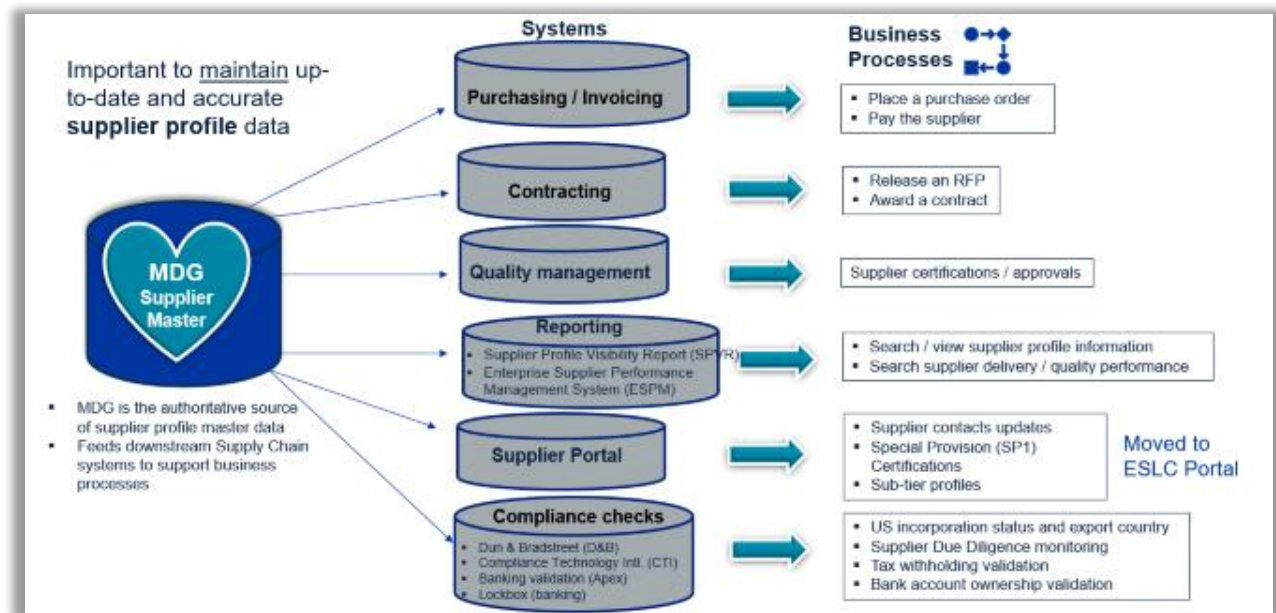 Important to maintain up-
to-date and accurate
supplier profile data
MDG
Supplier
Master
▪ MDG is the authoritative source
of supplier profile master data
▪ Feeds downstream Supply Chain
systems to support business
processes
Systems
Purchasing / Invoicing
Contracting
Quality management
Reporting
▪ Supplier Profile Visibility Report (SPVR)
▪ Enterprise Supplier Performance
Management System (ESPM)
Supplier Portal
Compliance checks
▪ Dun & Bradstreet (D&B)
▪ Compliance Technology Intl. (CTI)
▪ Banking validation (Apex)
▪ Lockbox (banking)
Business
Processes
▪ Place a purchase order
▪ Pay the supplier
▪ Release an RFP
▪ Award a contract
Supplier certifications / approvals
▪ Search / view supplier profile information
▪ Search supplier delivery / quality performance
▪ Supplier contacts updates
▪ Special Provision (SP1)
Certifications
▪ Sub-tier profiles
Moved to
ESLC Portal
▪ US incorporation status and export country
▪ Supplier Due Diligence monitoring
▪ Tax withholding validation
▪ Bank account ownership validation